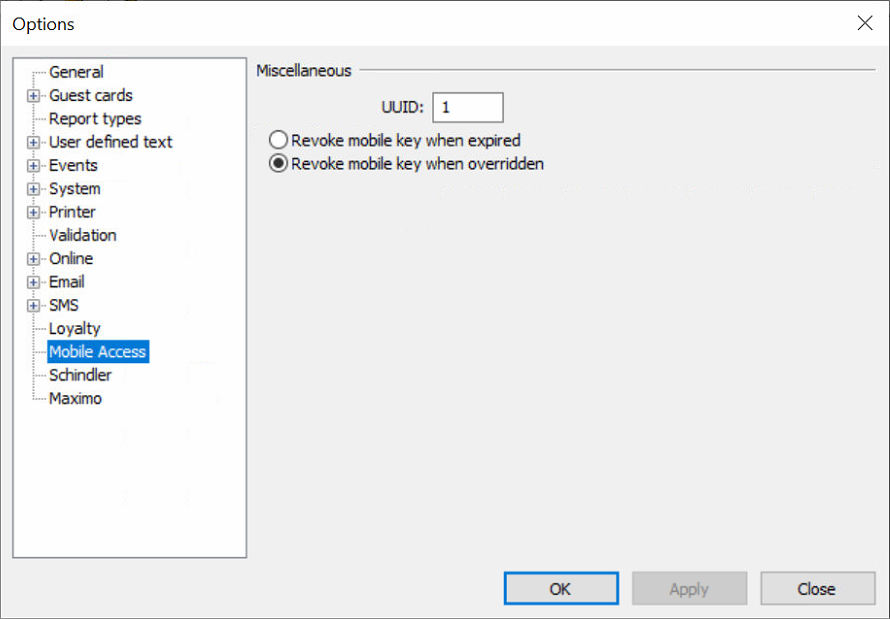 Options
General
Guest cards
Report types
User defined text
Events
System
Printer
Validation
Online
Email
SMS
Loyalty
Mobile Access
Schindler
Maximo
Miscellaneous
UUID: 1
Revoke mobile key when expired
Revoke mobile key when overridden
OK Apply Close